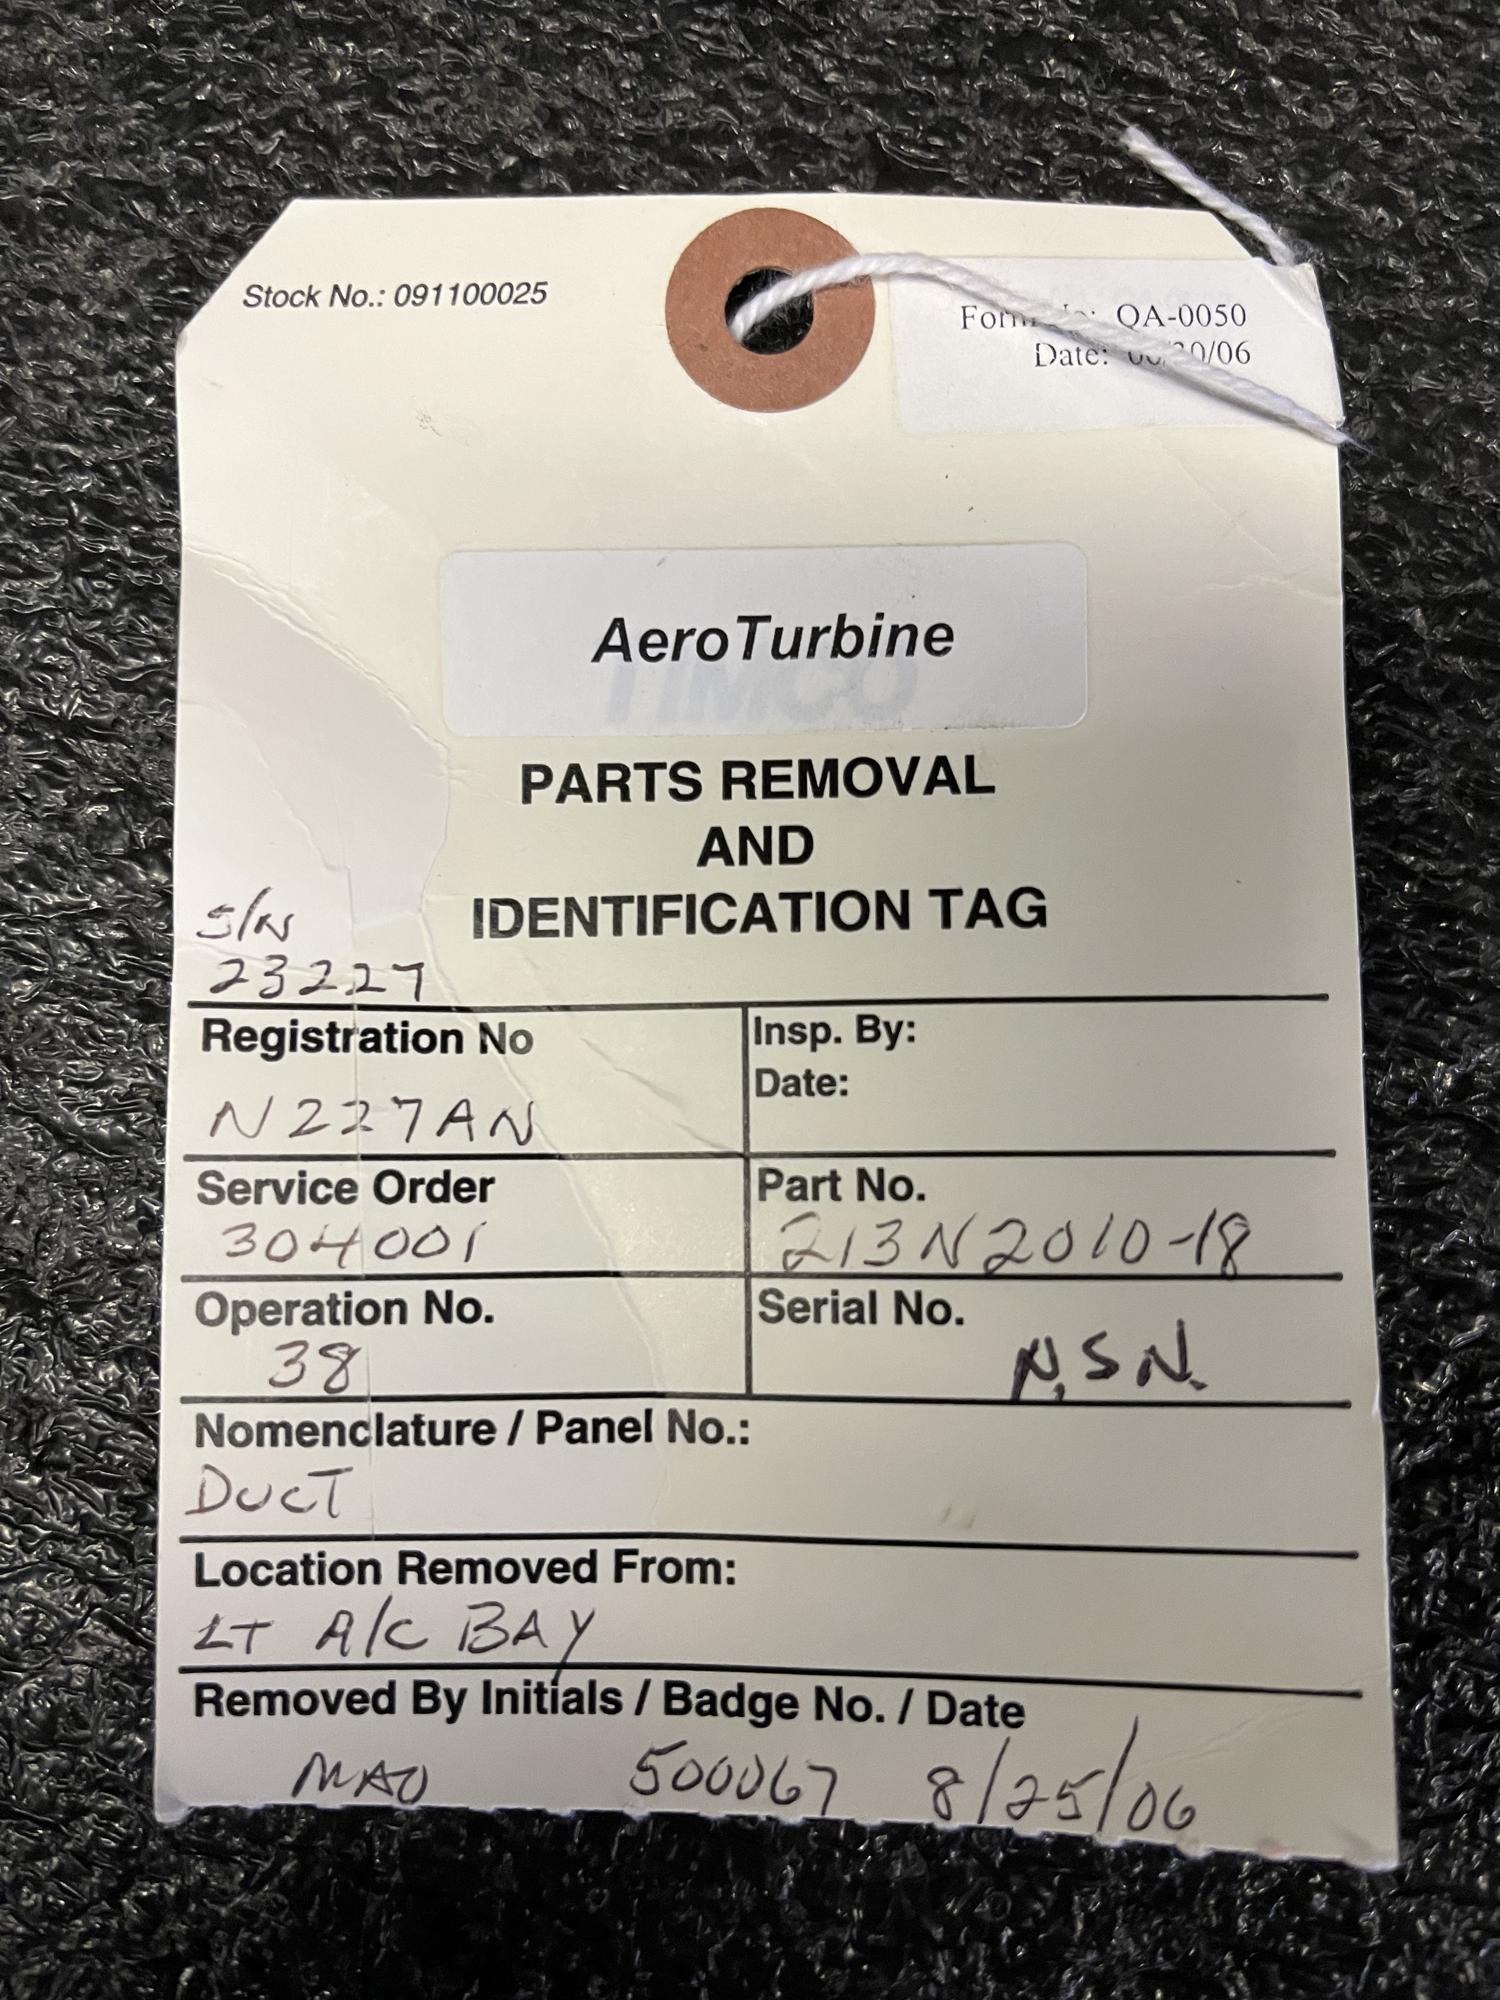 Stock No.: 091100025
QA-0050
Date: /06
AeroTurbine
TIMCO
PARTS REMOVAL
AND
IDENTIFICATION TAG
S/N
23227
Registration No
N227AN
Insp. By:
Date:
Service Order
304001
Part No.
213N2010-18
Operation No.
38
Serial No.
N.S.N.
Nomenclature / Panel No.:
DUCT
Location Removed From:
LT A/C BAY
Removed By Initials / Badge No. / Date
MAO 500067 8/25/06